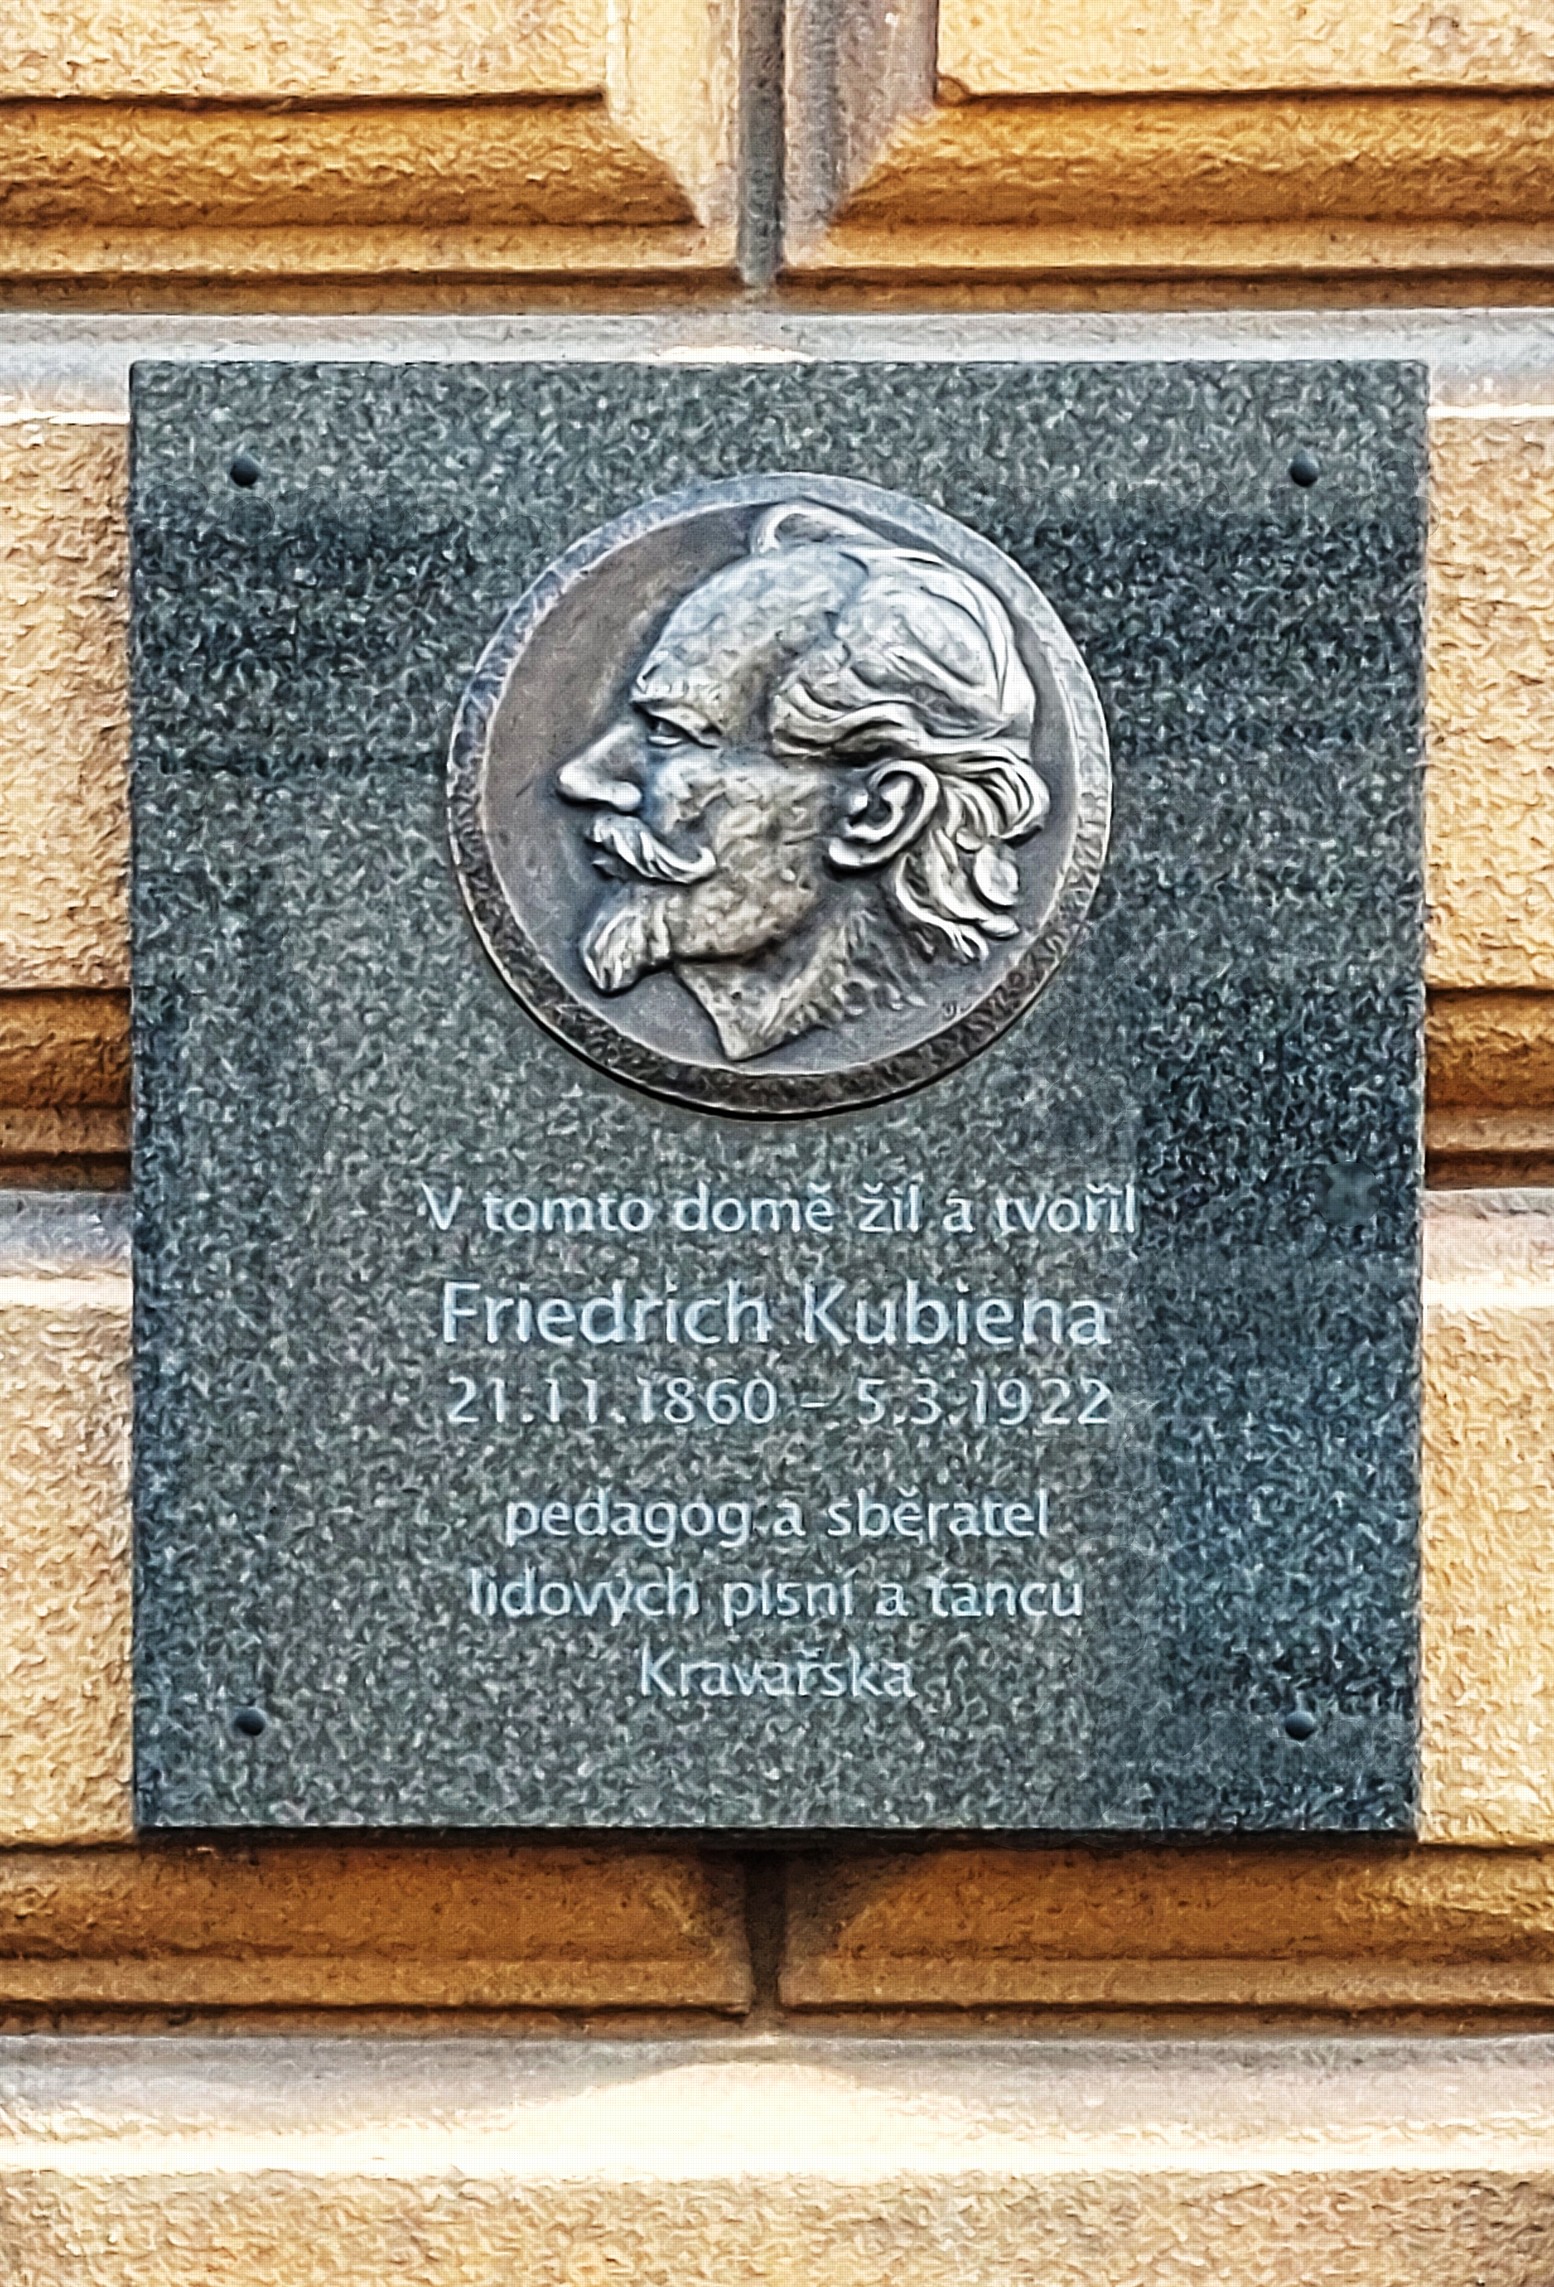 V tomto domě žil a tvořil
Friedrich Kubiena
21.11.1860 – 5.3.1922
pedagog a sběratel
lidových písní a tanců
Kravařska